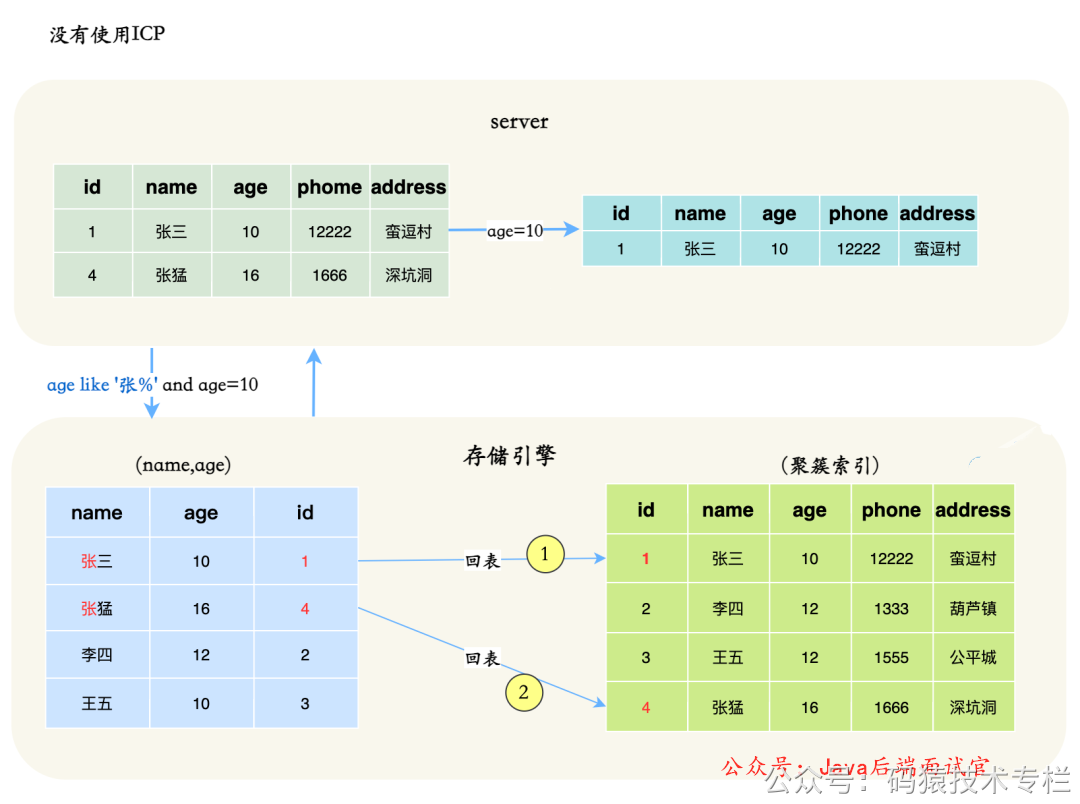 没有使用ICP
server
id name age phome address
1 张三 10 12222 蛮逗村
4 张猛 16 1666 深坑洞
age=10
id name age phone address
1 张三 10 12222 蛮逗村
age like '张%' and age=10
存储引擎
(name,age)
name age id
张三 10 1
张猛 16 4
李四 12 2
王五 10 3
回表 1
回表 2
(聚簇索引)
id name age phone address
1 张三 10 12222 蛮逗村
2 李四 12 1333 葫芦镇
3 王五 12 1555 公平城
4 张猛 16 1666 深坑洞
公众号：Java后端面试官
公众号：码猿技术专栏